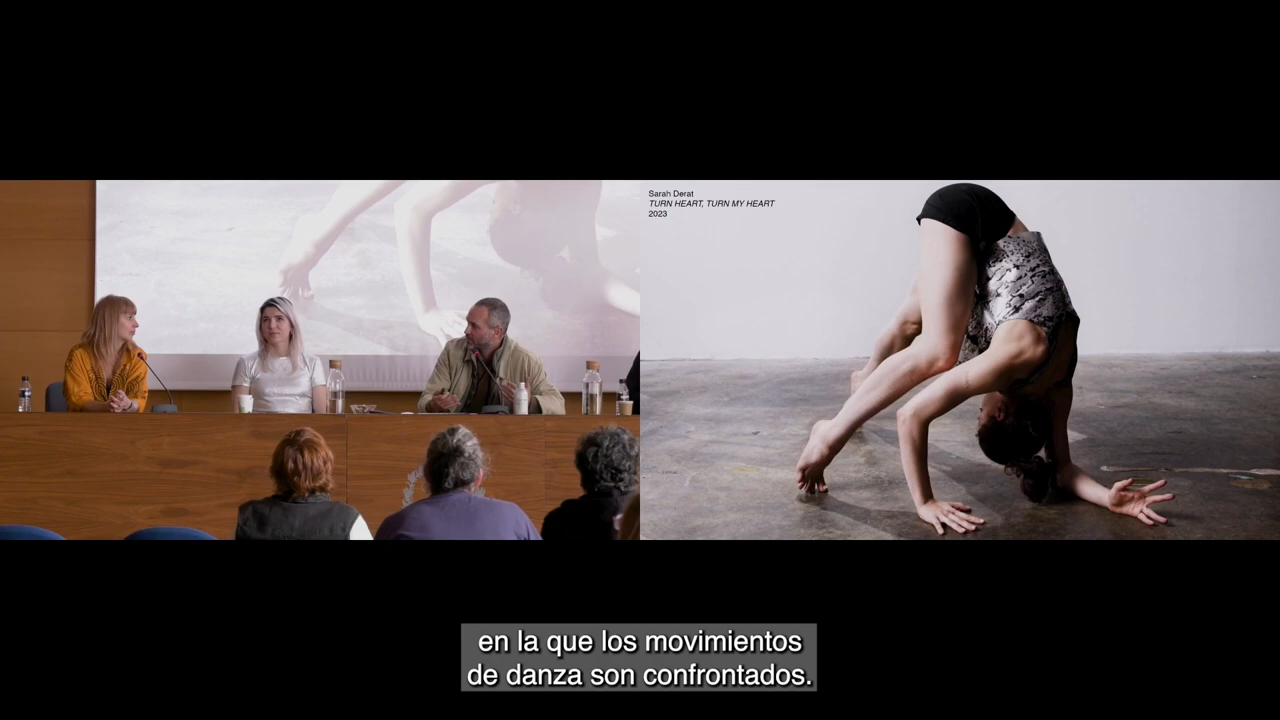 Sarah Derat
TURN HEART, TURN MY HEART
2023
en la que los movimientos
de danza son confrontados.